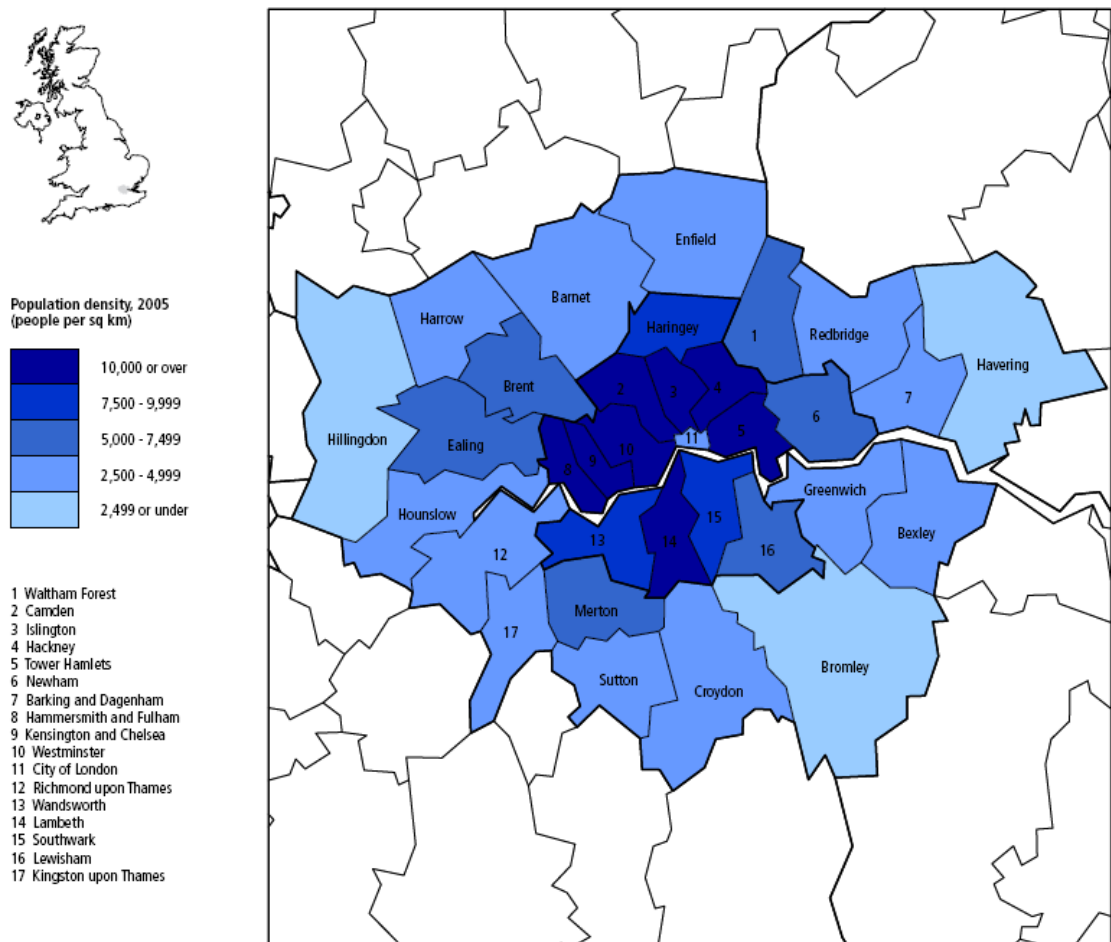 Population density, 2005
(people per sq km)
10,000 or over
7,500 - 9,999
5,000 - 7,499
2,500 - 4,999
2,499 or under
1 Waltham Forest
2 Camden
3 Islington
4 Hackney
5 Tower Hamlets
6 Newham
7 Barking and Dagenham
8 Hammersmith and Fulham
9 Kensington and Chelsea
10 Westminster
11 City of London
12 Richmond upon Thames
13 Wandsworth
14 Lambeth
15 Southwark
16 Lewisham
17 Kingston upon Thames
Enfield
Barnet
Harrow
Haringey
1
Redbridge
Havering
Brent
2
3
4
7
6
Hillingdon
Ealing
11
5
10
9
8
Greenwich
Hounslow
15
Bexley
12
13
14
16
Merton
17
Bromley
Sutton
Croydon